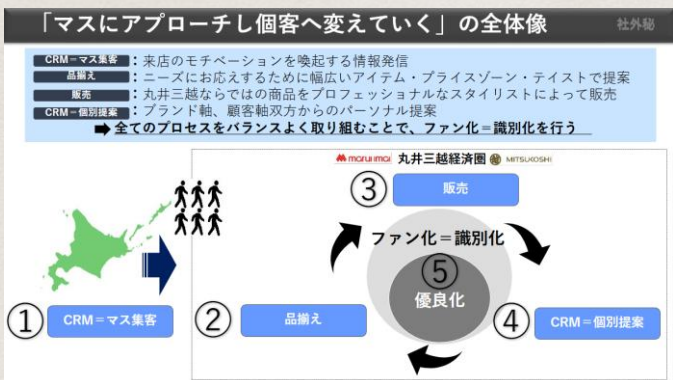 「マスにアプローチし個客へ変えていく」の全体像
社外秘
CRM=マス集客 : 来店のモチベーションを喚起する情報発信
品揃え : ニーズにお応えするために幅広いアイテム・プライスゾーン・テイストで提案
販売 : 丸井三越ならではの商品をプロフェッショナルなスタイリストによって販売
CRM=個別提案 : ブランド軸、顧客軸双方からのパーソナル提案
➡ 全てのプロセスをバランスよく取り組むことで、ファン化=識別化を行う
marui imai 丸井三越経済圏 MITSUKOSHI
③ 販売
ファン化=識別化
⑤
優良化
① CRM=マス集客
② 品揃え
④ CRM=個別提案